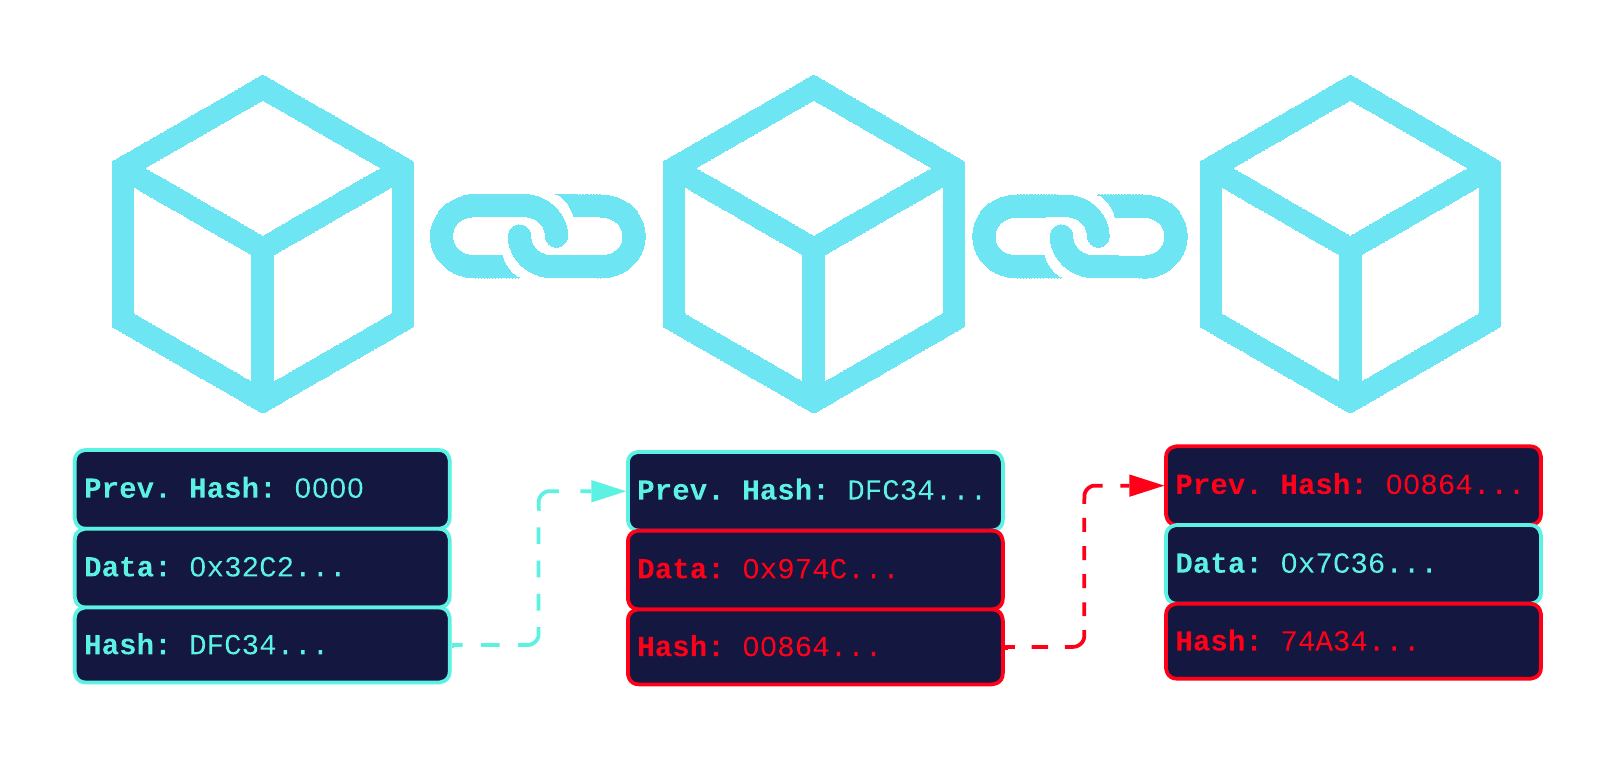 Prev. Hash: 0000
Data: 0x32C2...
Hash: DFC34...
Prev. Hash: DFC34...
Data: 0x974C...
Hash: 00864...
Prev. Hash: 00864...
Data: 0x7C36...
Hash: 74A34...